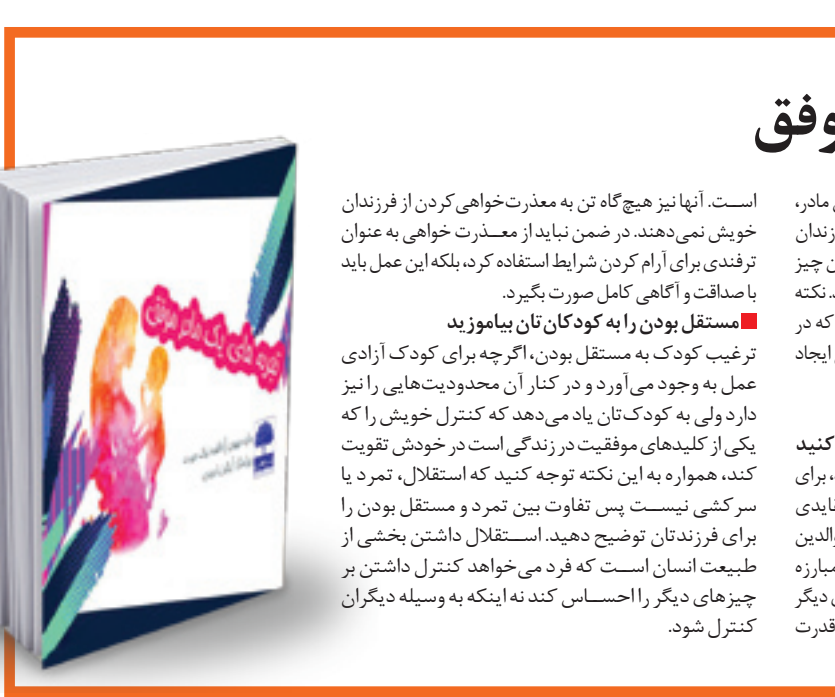 وفق
مادر،
زندان
چیز
نکته
که در
ایجاد
کنید
برای
مبارزه
دیگر
قدرت
اسـت. آنها نیز هیچ‌گاه تن به معذرت‌خواهی کردن از فرزندان
خویش نمی‌دهند. در ضمن نباید از معـذرت خواهی به عنوان
ترفندی برای آرام کردن شرایط استفاده کرد، بلکه این عمل باید
با صداقت و آگاهی کامل صورت بگیرد.
■ مستقل بودن را به کودکان تان بیاموزید
ترغیب کودک به مستقل بودن، اگرچه برای کودک آزادی
عمل به وجود می‌آورد و در کنار آن محدودیت‌هایی را نیز
دارد ولی به کودک‌تان یاد می‌دهد که کنترل خویش را که
یکی از کلیدهای موفقیت در زندگی است در خودش تقویت
کند، همواره به این نکته توجه کنید که استقلال، تمرد یا
سرکشی نیسـت پس تفاوت بین تمرد و مستقل بودن را
برای فرزندتان توضیح دهید. اسـتقلال داشتن بخشی از
طبیعت انسان اسـت که فرد می‌خواهد کنترل داشتن بر
چیزهای دیگر را احسـاس کند نه اینکه به وسیله دیگران
کنترل شود.
های یک مادر موفق